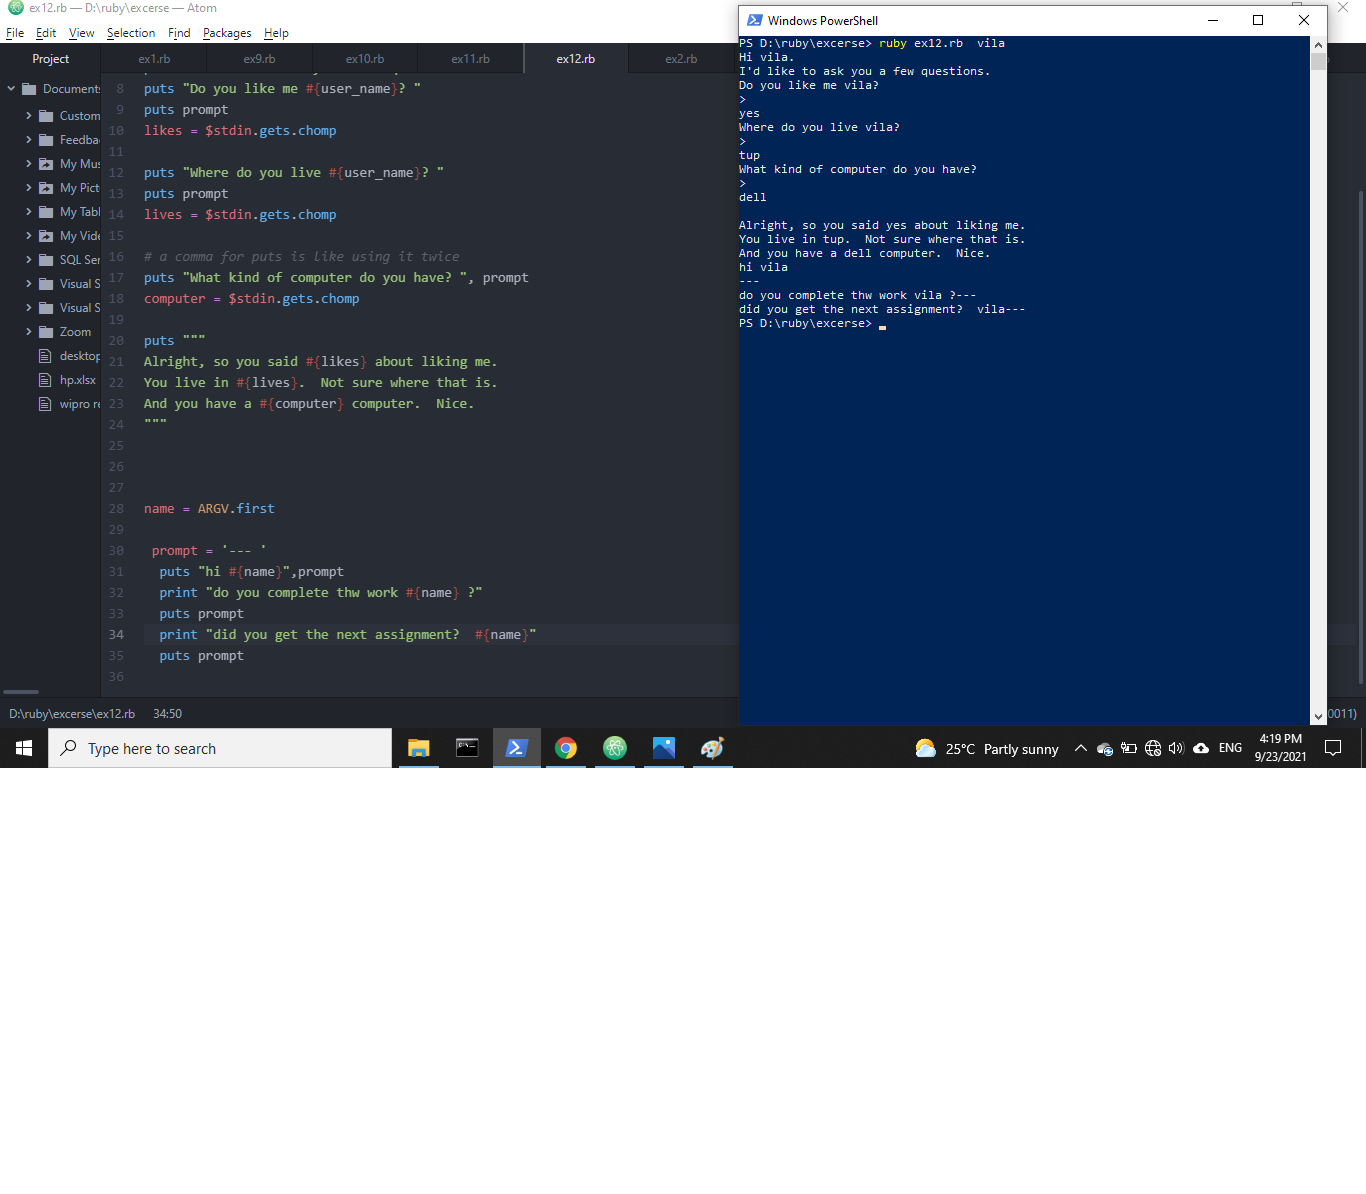 ex12.rb — D:\ruby\excerse — Atom
File Edit View Selection Find Packages Help
Project
ex1.rb ex9.rb ex10.rb ex11.rb ex12.rb ex2.rb
Documents
Custom
Feedba
My Mus
My Pict
My Tabl
My Vide
SQL Ser
Visual S
Visual S
Zoom
desktop
hp.xlsx
wipro re
8 puts "Do you like me #{user_name}? "
9 puts prompt
10 likes = $stdin.gets.chomp
11
12 puts "Where do you live #{user_name}? "
13 puts prompt
14 lives = $stdin.gets.chomp
15
16 # a comma for puts is like using it twice
17 puts "What kind of computer do you have? ", prompt
18 computer = $stdin.gets.chomp
19
20 puts """
21 Alright, so you said #{likes} about liking me.
22 You live in #{lives}.  Not sure where that is.
23 And you have a #{computer} computer.  Nice.
24 """
25
26
27
28 name = ARGV.first
29
30 prompt = '--- '
31 puts "hi #{name}",prompt
32 print "do you complete thw work #{name} ?"
33 puts prompt
34 print "did you get the next assignment?  #{name}"
35 puts prompt
36
D:\ruby\excerse\ex12.rb 34:50
0011)
Windows PowerShell
PS D:\ruby\excerse> ruby ex12.rb  vila
Hi vila.
I'd like to ask you a few questions.
Do you like me vila?
>
yes
Where do you live vila?
>
tup
What kind of computer do you have?
>
dell
Alright, so you said yes about liking me.
You live in tup.  Not sure where that is.
And you have a dell computer.  Nice.
hi vila
---
do you complete thw work vila ?---
did you get the next assignment?  vila---
PS D:\ruby\excerse>
Type here to search
25°C Partly sunny
ENG
4:19 PM
9/23/2021